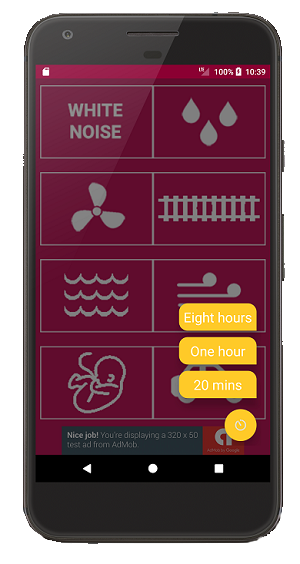 100% 10:39
WHITE
NOISE
Eight hours
One hour
20 mins
Nice job! You're displaying a 320 x 50
test ad from AdMob.